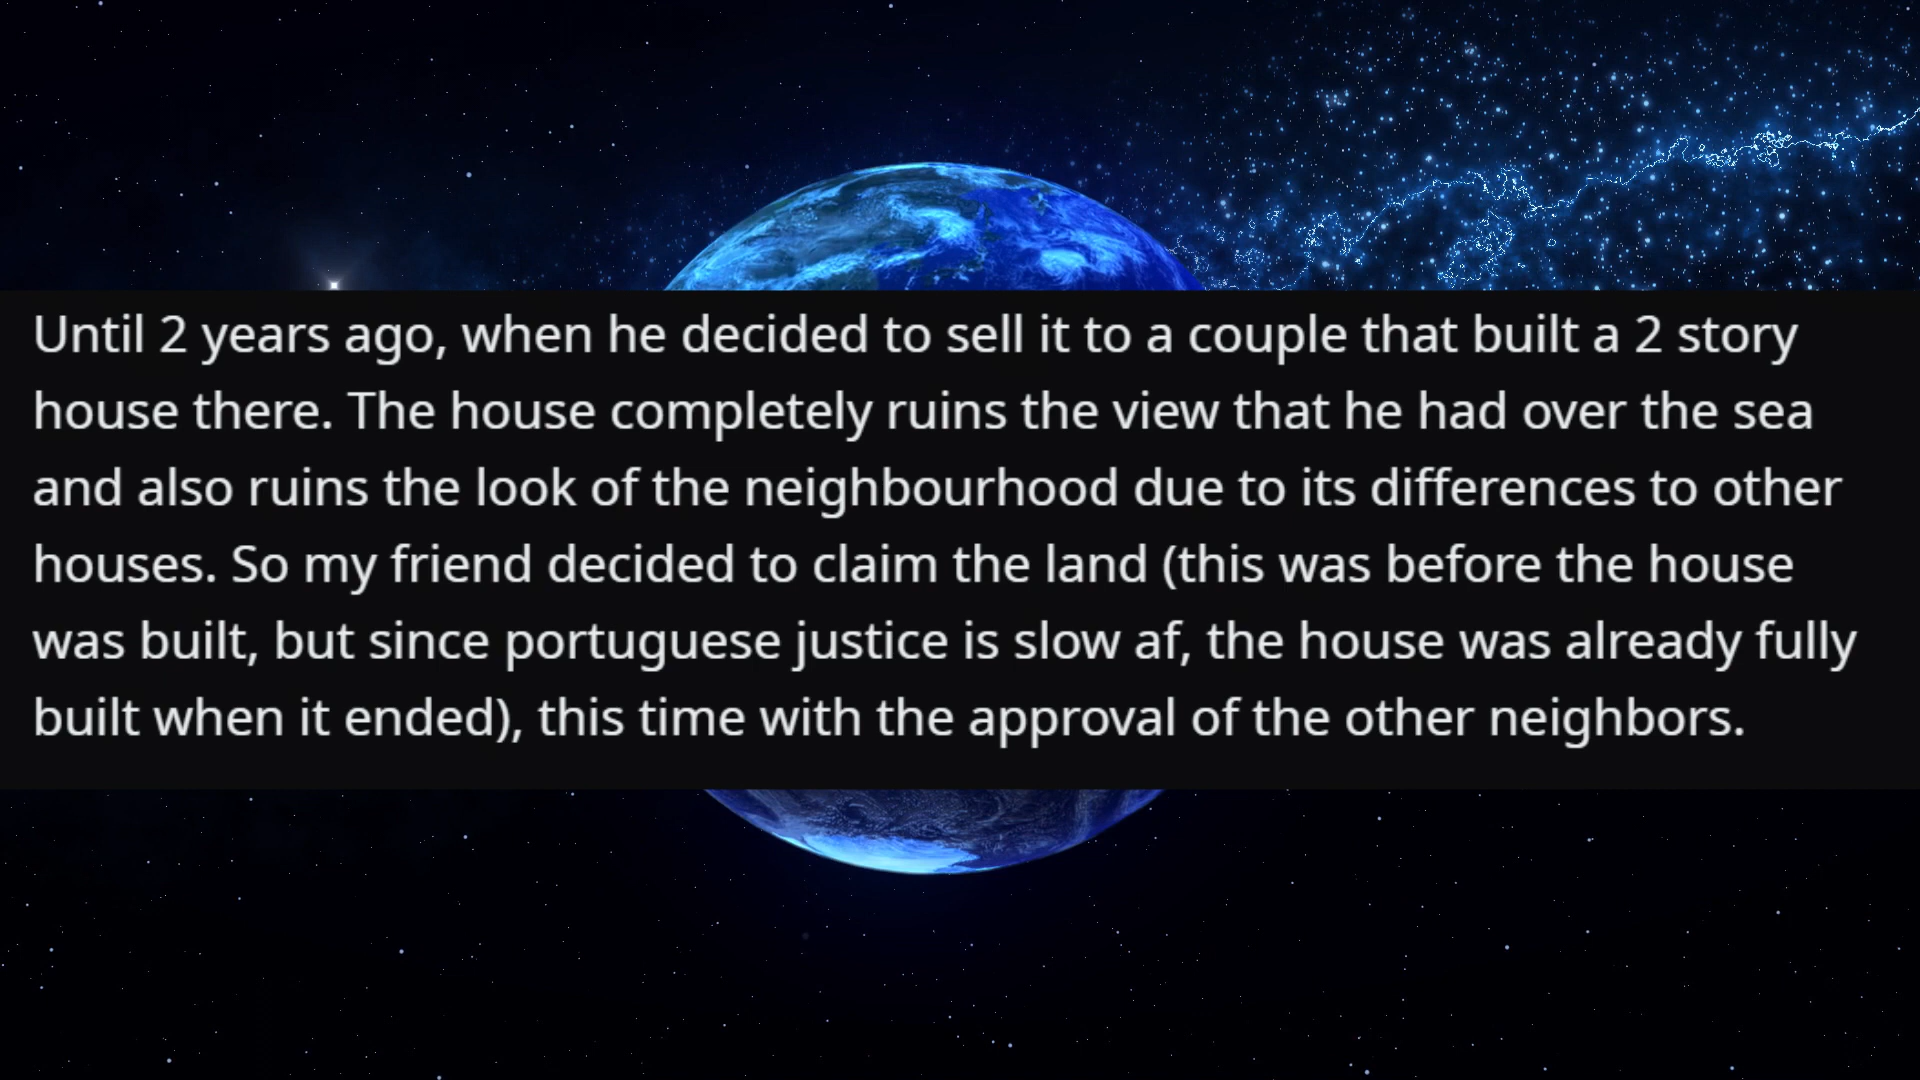 Until 2 years ago, when he decided to sell it to a couple that built a 2 story
house there. The house completely ruins the view that he had over the sea
and also ruins the look of the neighbourhood due to its differences to other
houses. So my friend decided to claim the land (this was before the house
was built, but since portuguese justice is slow af, the house was already fully
built when it ended), this time with the approval of the other neighbors.